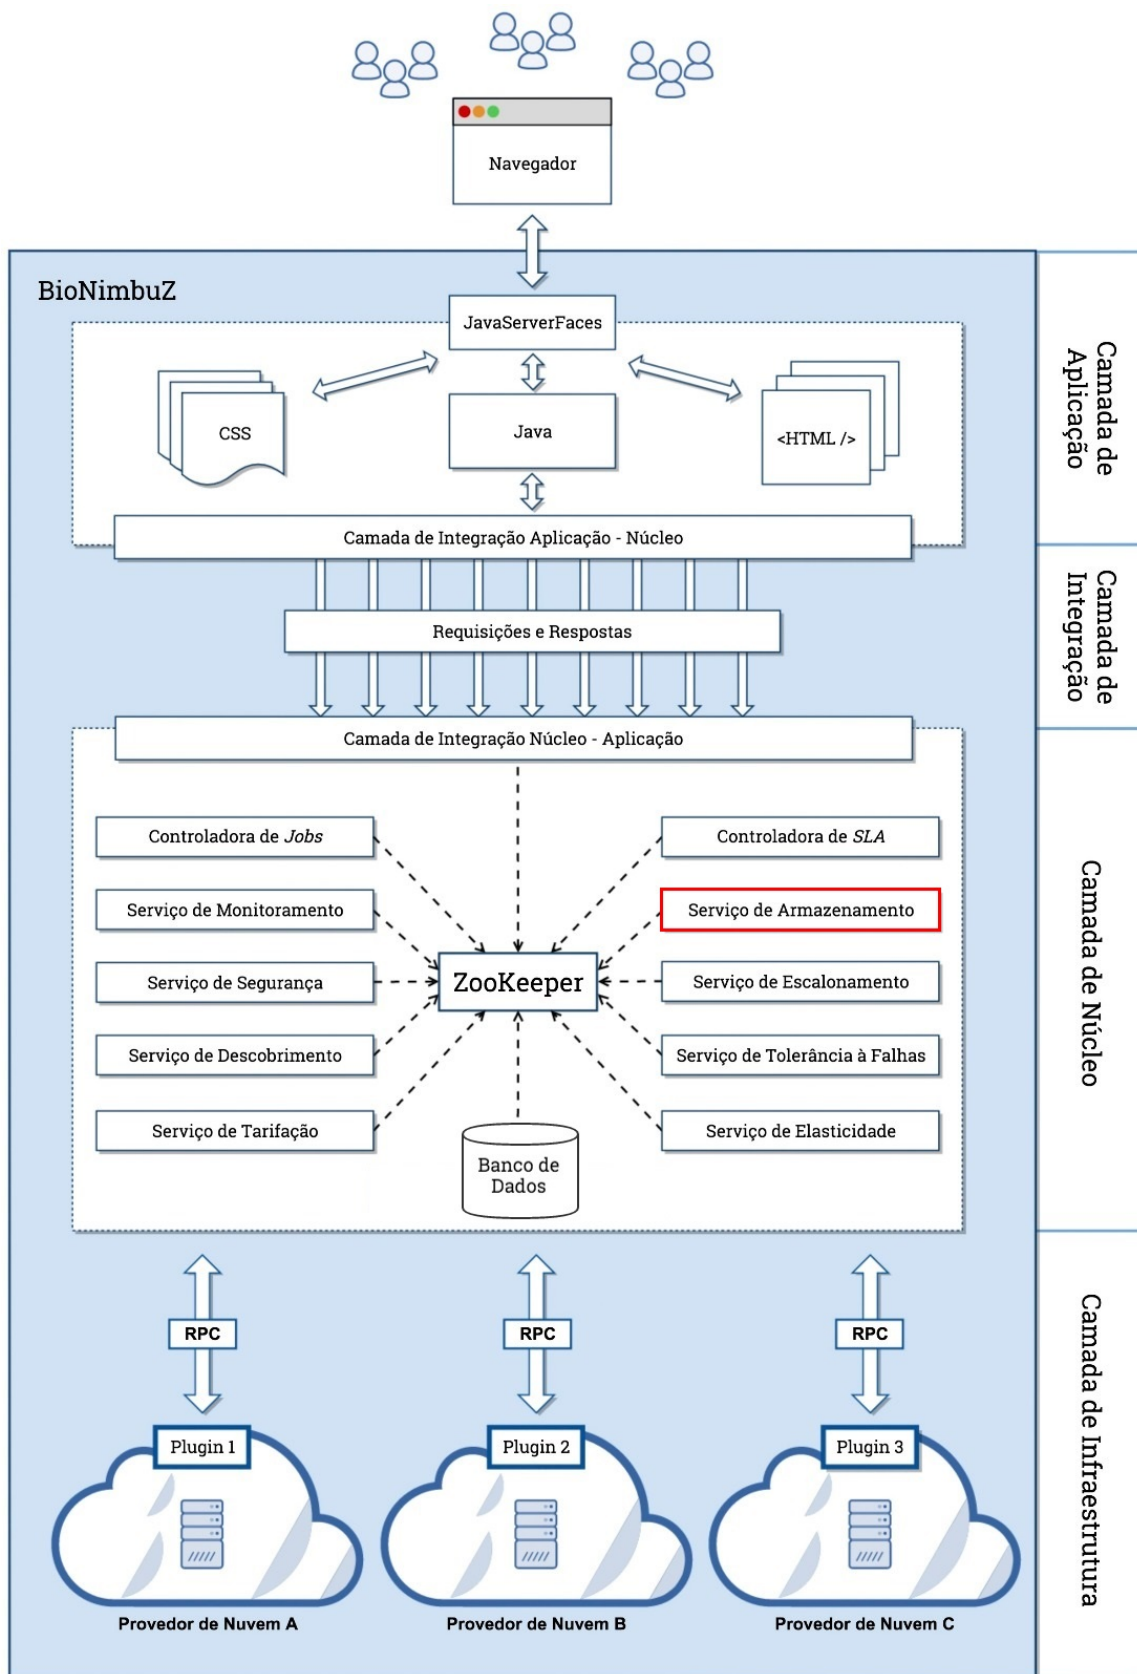 Navegador
BioNimbuZ
JavaServerFaces
CSS
Java
<HTML />
Camada de Integração Aplicação - Núcleo
Camada de
Aplicação
Requisições e Respostas
Camada de
Integração
Camada de Integração Núcleo - Aplicação
Controladora de Jobs
Controladora de SLA
Serviço de Monitoramento
Serviço de Armazenamento
ZooKeeper
Serviço de Segurança
Serviço de Escalonamento
Serviço de Descobrimento
Serviço de Tolerância à Falhas
Serviço de Tarifação
Serviço de Elasticidade
Banco de
Dados
Camada de Núcleo
RPC
RPC
RPC
Plugin 1
Plugin 2
Plugin 3
Provedor de Nuvem A
Provedor de Nuvem B
Provedor de Nuvem C
Camada de Infraestrutura